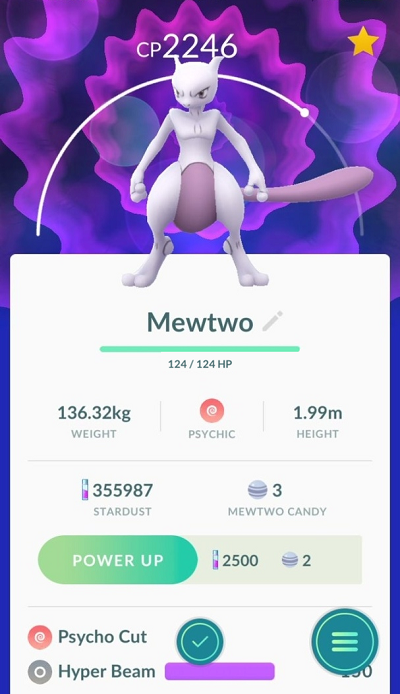 CP2246
Mewtwo
124 / 124 HP
136.32kg
WEIGHT
PSYCHIC
1.99m
HEIGHT
355987
STARDUST
3
MEWTWO CANDY
POWER UP
2500
2
Psycho Cut
Hyper Beam